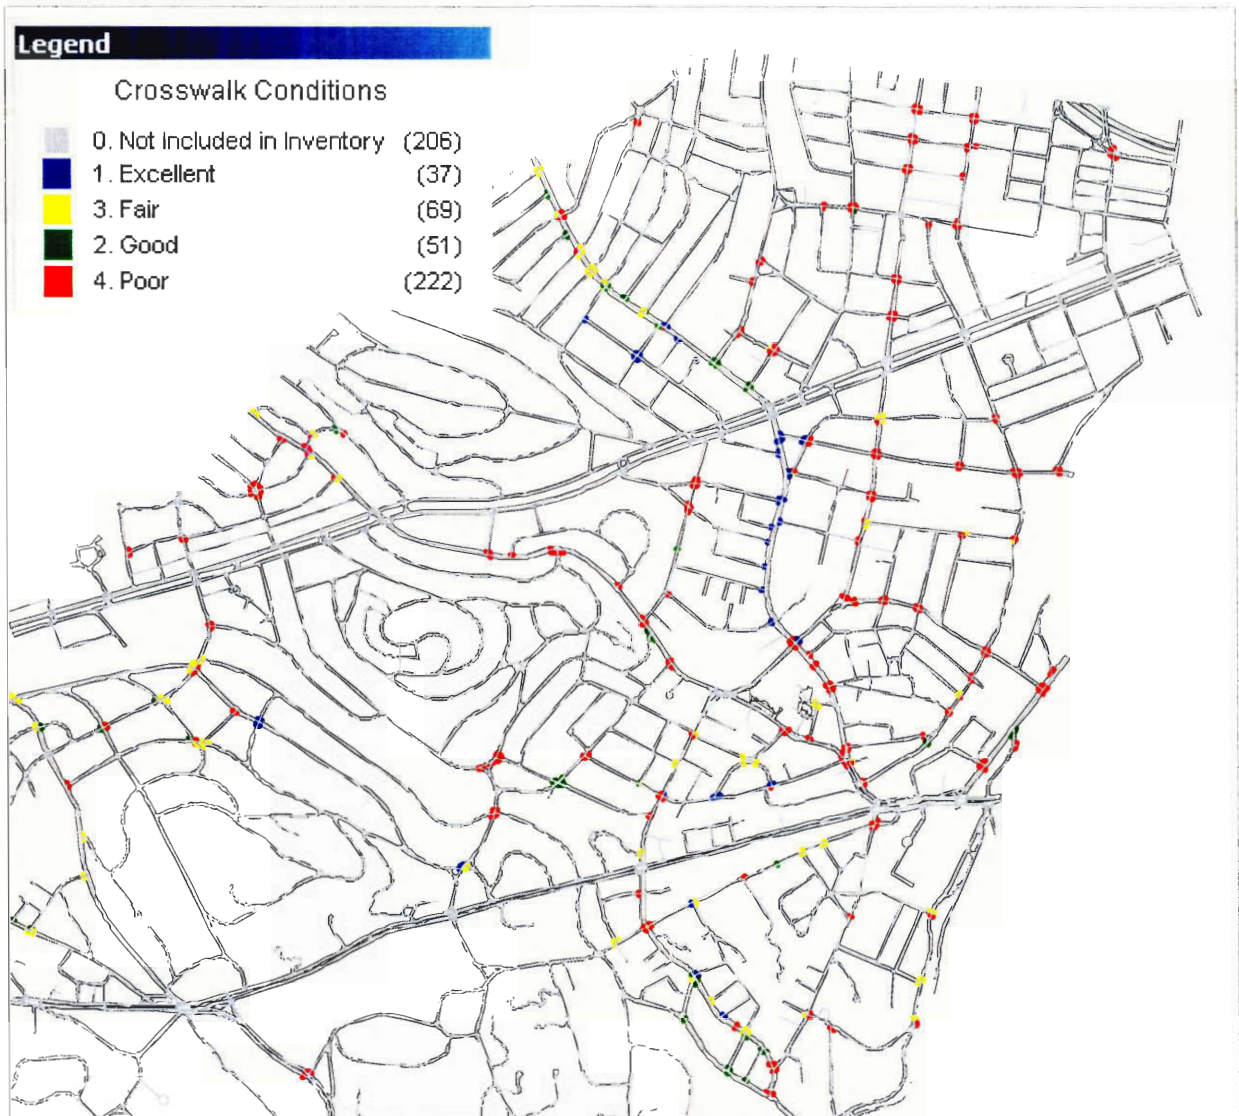 Legend
Crosswalk Conditions
0. Not Included in Inventory (206)
1. Excellent (37)
3. Fair (69)
2. Good (51)
4. Poor (222)